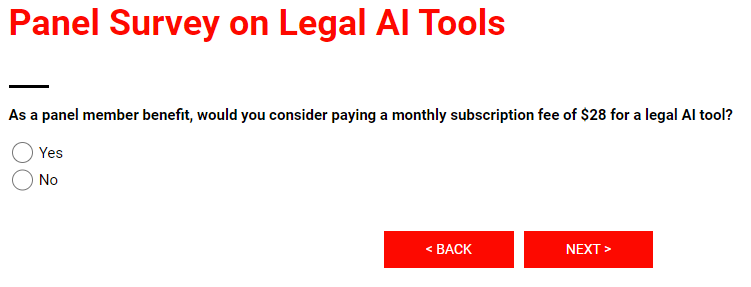 Panel Survey on Legal AI Tools
As a panel member benefit, would you consider paying a monthly subscription fee of $28 for a legal AI tool?
Yes
No
< BACK
NEXT >